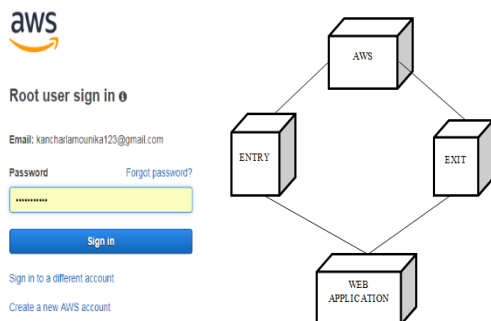 aws
Root user sign in
Email: kancharlamounika123@gmail.com
Password Forgot password?
Sign in
Sign in to a different account
Create a new AWS account
AWS
ENTRY
EXIT
WEB
APPLICATION